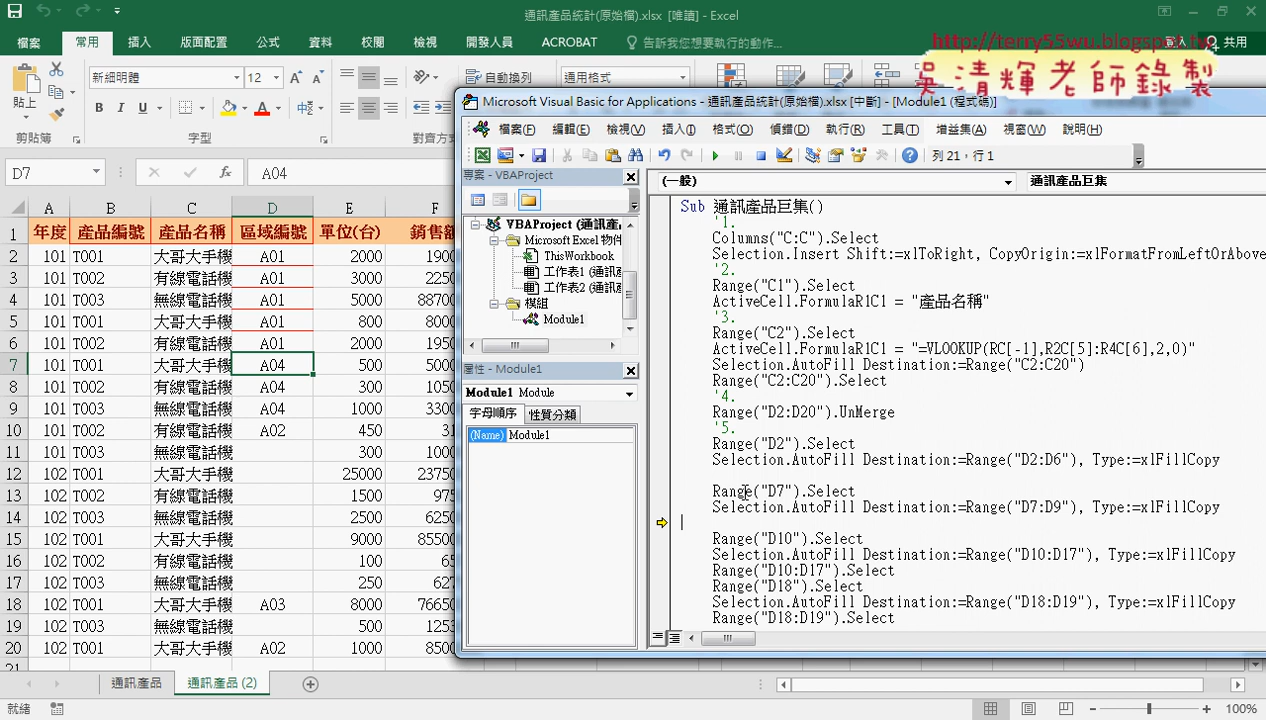 通訊產品統計(原始檔).xlsx [唯讀] - Excel
檔案 常用 插入 版面配置 公式 資料 校閱 檢視 開發人員 ACROBAT 告訴我您想要執行的動作... 登入 共用
http://terry55wu.blogspot.tw
吳清輝老師錄製
貼上 新細明體 12 自動換列 通用格式
剪貼簿 字型 對齊方
D7 A04
A B C D E F
1 年度 產品編號 產品名稱 區域編號 單位(台) 銷售額
2 101 T001 大哥大手機 A01 2000 1900
3 101 T002 有線電話機 A01 3000 2250
4 101 T003 無線電話機 A01 5000 88700
5 101 T001 大哥大手機 A01 800 8000
6 101 T002 有線電話機 A01 2000 1950
7 101 T001 大哥大手機 A04 500 5000
8 101 T002 有線電話機 A04 300 1050
9 101 T003 無線電話機 A04 1000 3300
10 101 T002 有線電話機 A02 450 31
11 101 T003 無線電話機 300 1000
12 102 T001 大哥大手機 25000 23750
13 102 T002 有線電話機 1500 975
14 102 T003 無線電話機 2500 6250
15 102 T001 大哥大手機 9000 85500
16 102 T002 有線電話機 100 65
17 102 T003 無線電話機 250 627
18 102 T001 大哥大手機 A03 8000 76650
19 102 T003 無線電話機 500 1253
20 102 T001 大哥大手機 A02 1000 8500
21
通訊產品 通訊產品 (2)
就緒 100%
Microsoft Visual Basic for Applications - 通訊產品統計(原始檔).xlsx [中斷] - [Module1 (程式碼)]
檔案(F) 編輯(E) 檢視(V) 插入(I) 格式(O) 偵錯(D) 執行(R) 工具(T) 增益集(A) 視窗(W) 說明(H)
列 21，行 1
專案 - VBAProject
VBAProject (通訊產
Microsoft Excel 物件
ThisWorkbook
工作表1 (通訊產
工作表2 (通訊產
模組
Module1
屬性 - Module1
Module1 Module
字母順序 性質分類
(Name) Module1
(一般) 通訊產品巨集
Sub 通訊產品巨集()
'1.
Columns("C:C").Select
Selection.Insert Shift:=xlToRight, CopyOrigin:=xlFormatFromLeftOrAbove
'2.
Range("C1").Select
ActiveCell.FormulaR1C1 = "產品名稱"
'3.
Range("C2").Select
ActiveCell.FormulaR1C1 = "=VLOOKUP(RC[-1],R2C[5]:R4C[6],2,0)"
Selection.AutoFill Destination:=Range("C2:C20")
Range("C2:C20").Select
'4.
Range("D2:D20").UnMerge
'5.
Range("D2").Select
Selection.AutoFill Destination:=Range("D2:D6"), Type:=xlFillCopy
Range("D7").Select
Selection.AutoFill Destination:=Range("D7:D9"), Type:=xlFillCopy
Range("D10").Select
Selection.AutoFill Destination:=Range("D10:D17"), Type:=xlFillCopy
Range("D10:D17").Select
Range("D18").Select
Selection.AutoFill Destination:=Range("D18:D19"), Type:=xlFillCopy
Range("D18:D19").Select